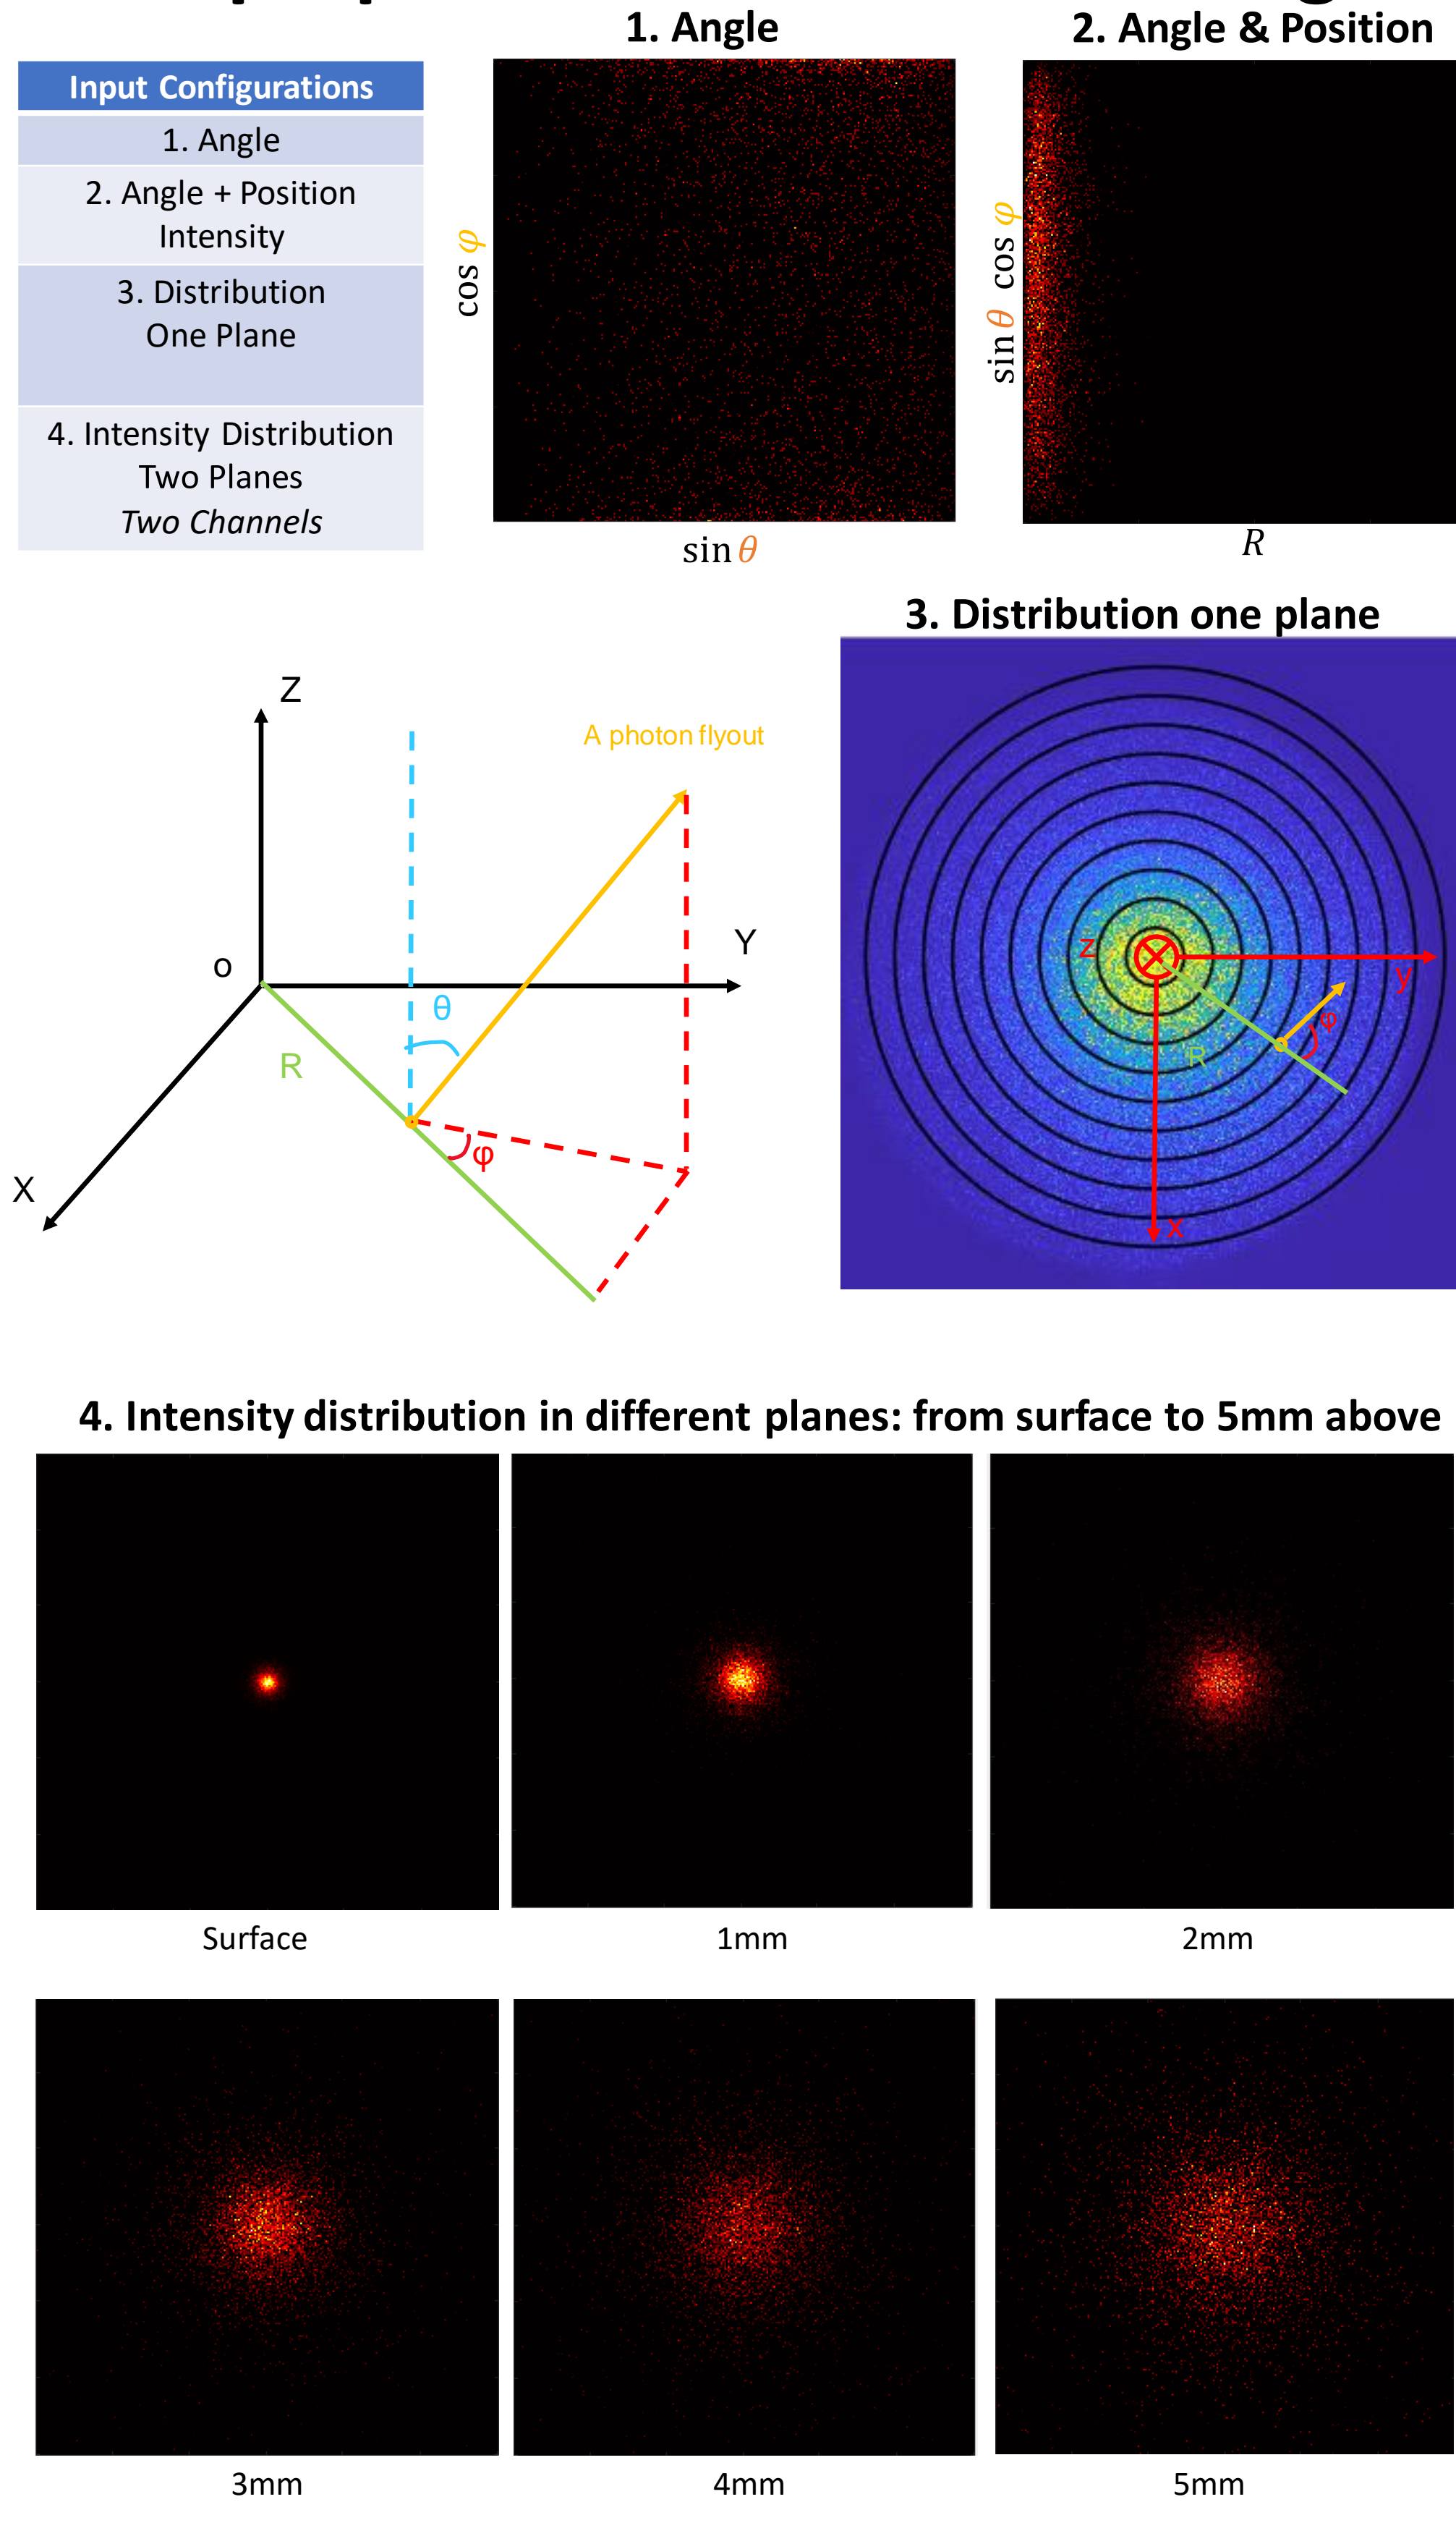 1. Angle
2. Angle & Position
Input Configurations
1. Angle
2. Angle + Position
Intensity
3. Distribution
One Plane
4. Intensity Distribution
Two Planes
Two Channels
cos φ
sin θ
sin θ cos φ
R
3. Distribution one plane
Z
A photon flyout
Y
o
θ
R
φ
X
z
y
φ
R
x
4. Intensity distribution in different planes: from surface to 5mm above
Surface
1mm
2mm
3mm
4mm
5mm